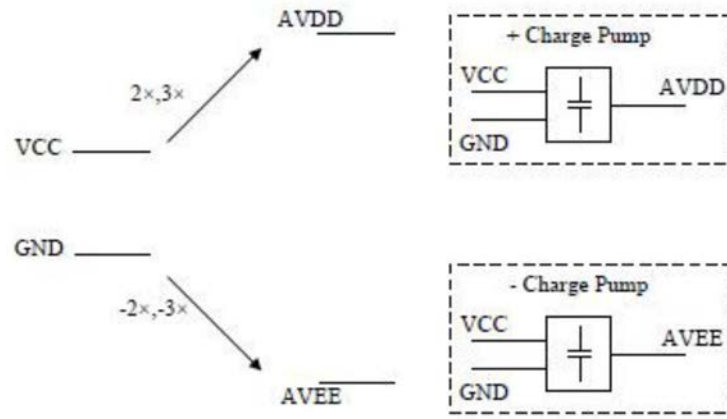 AVDD
2×,3×
VCC
GND
-2×,-3×
AVEE
+ Charge Pump
VCC
AVDD
GND
- Charge Pump
VCC
AVEE
GND